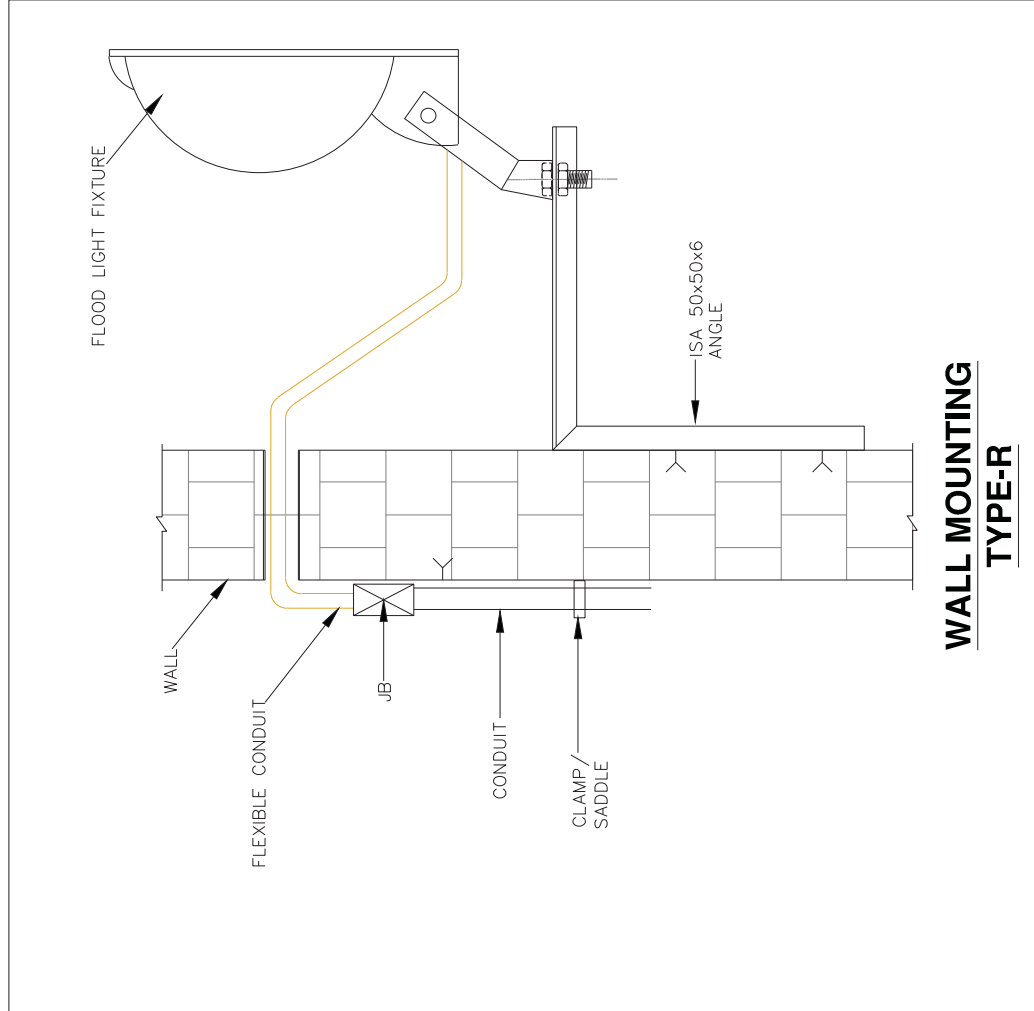 FLOOD LIGHT FIXTURE
WALL
FLEXIBLE CONDUIT
JB
CONDUIT
CLAMP/
SADDLE
ISA 50x50x6
ANGLE
WALL MOUNTING
TYPE-R